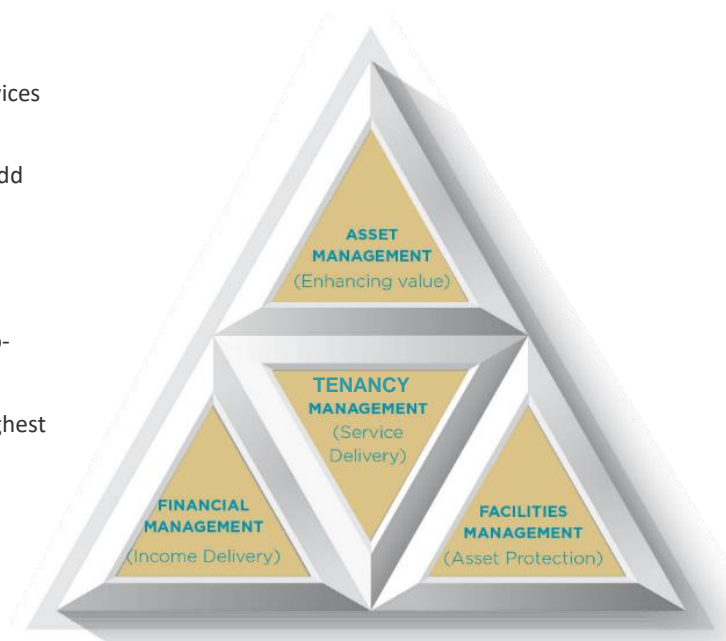 ices
dd
-
ghest
ASSET
MANAGEMENT
(Enhancing value)
TENANCY
MANAGEMENT
(Service
Delivery)
FINANCIAL
MANAGEMENT
(Income Delivery)
FACILITIES
MANAGEMENT
(Asset Protection)